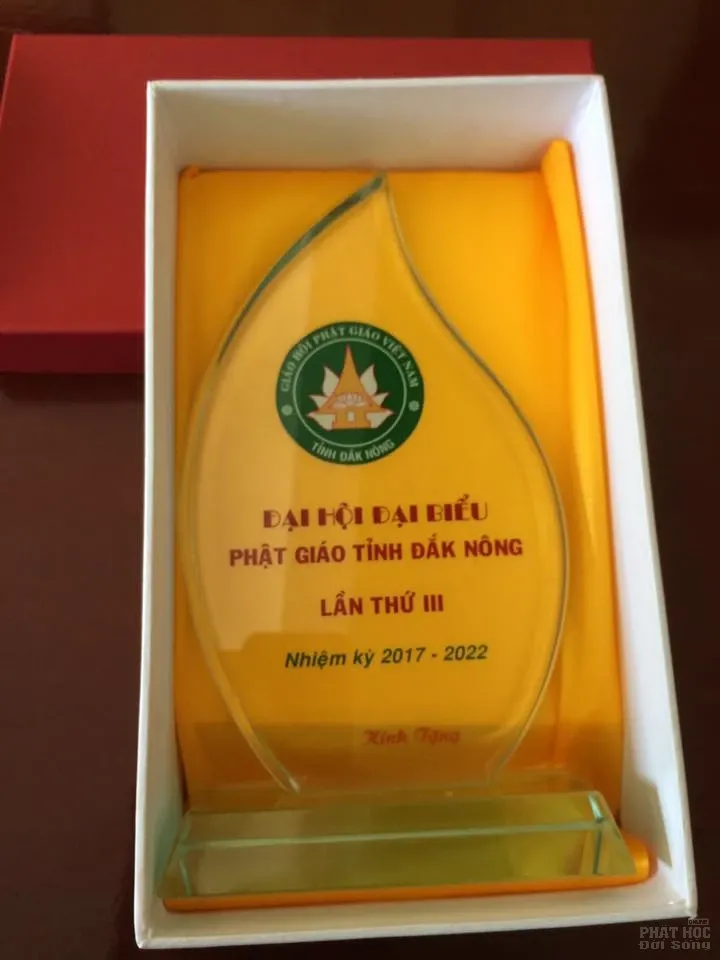 GIÁO HỘI PHẬT GIÁO VIỆT NAM
TỈNH ĐẮK NÔNG
ĐẠI HỘI ĐẠI BIỂU
PHẬT GIÁO TỈNH ĐẮK NÔNG
LẦN THỨ III
Nhiệm kỳ 2017 - 2022
Kính Tặng
ONLINE
PHẬT HỌC
Đời Sống